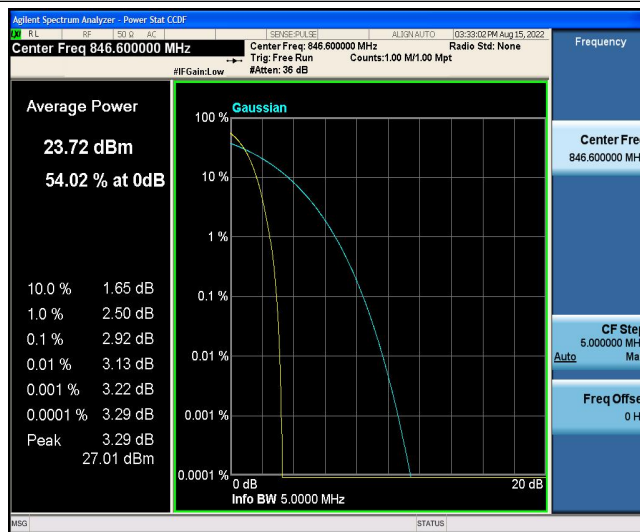 Agilent Spectrum Analyzer - Power Stat CCDF
LXI RL RF 50 Ω AC SENSE:PULSE ALIGN AUTO 03:33:02 PM Aug 15, 2022
Center Freq 846.600000 MHz
Center Freq: 846.600000 MHz Radio Std: None
Trig: Free Run Counts:1.00 M/1.00 Mpt
#IFGain:Low #Atten: 36 dB
Frequency
Average Power
23.72 dBm
54.02 % at 0dB
10.0 % 1.65 dB
1.0 % 2.50 dB
0.1 % 2.92 dB
0.01 % 3.13 dB
0.001 % 3.22 dB
0.0001 % 3.29 dB
Peak 3.29 dB
27.01 dBm
Gaussian
100 %
10 %
1 %
0.1 %
0.01 %
0.001 %
0.0001 %
0 dB 20 dB
Info BW 5.0000 MHz
Center Fre
846.600000 MH
CF Step
5.000000 MH
Auto Ma
Freq Offse
0 H
MSG STATUS